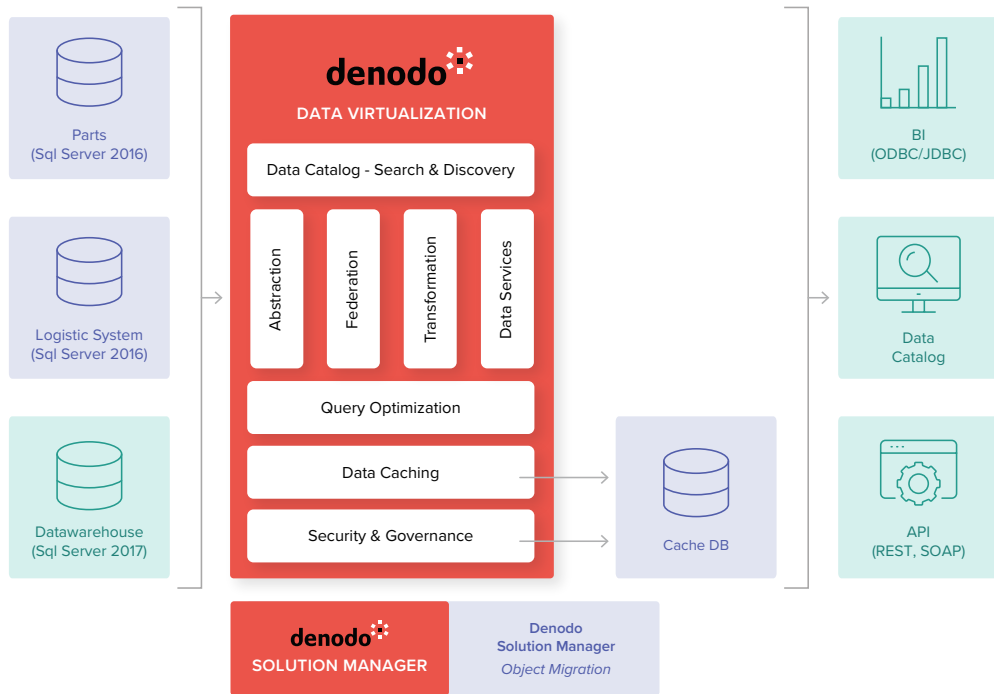 Parts
(Sql Server 2016)
Logistic System
(Sql Server 2016)
Datawarehouse
(Sql Server 2017)
denodo
DATA VIRTUALIZATION
Data Catalog - Search & Discovery
Abstraction
Federation
Transformation
Data Services
Query Optimization
Data Caching
Security & Governance
Cache DB
BI
(ODBC/JDBC)
Data
Catalog
API
(REST, SOAP)
denodo
SOLUTION MANAGER
Denodo
Solution Manager
Object Migration